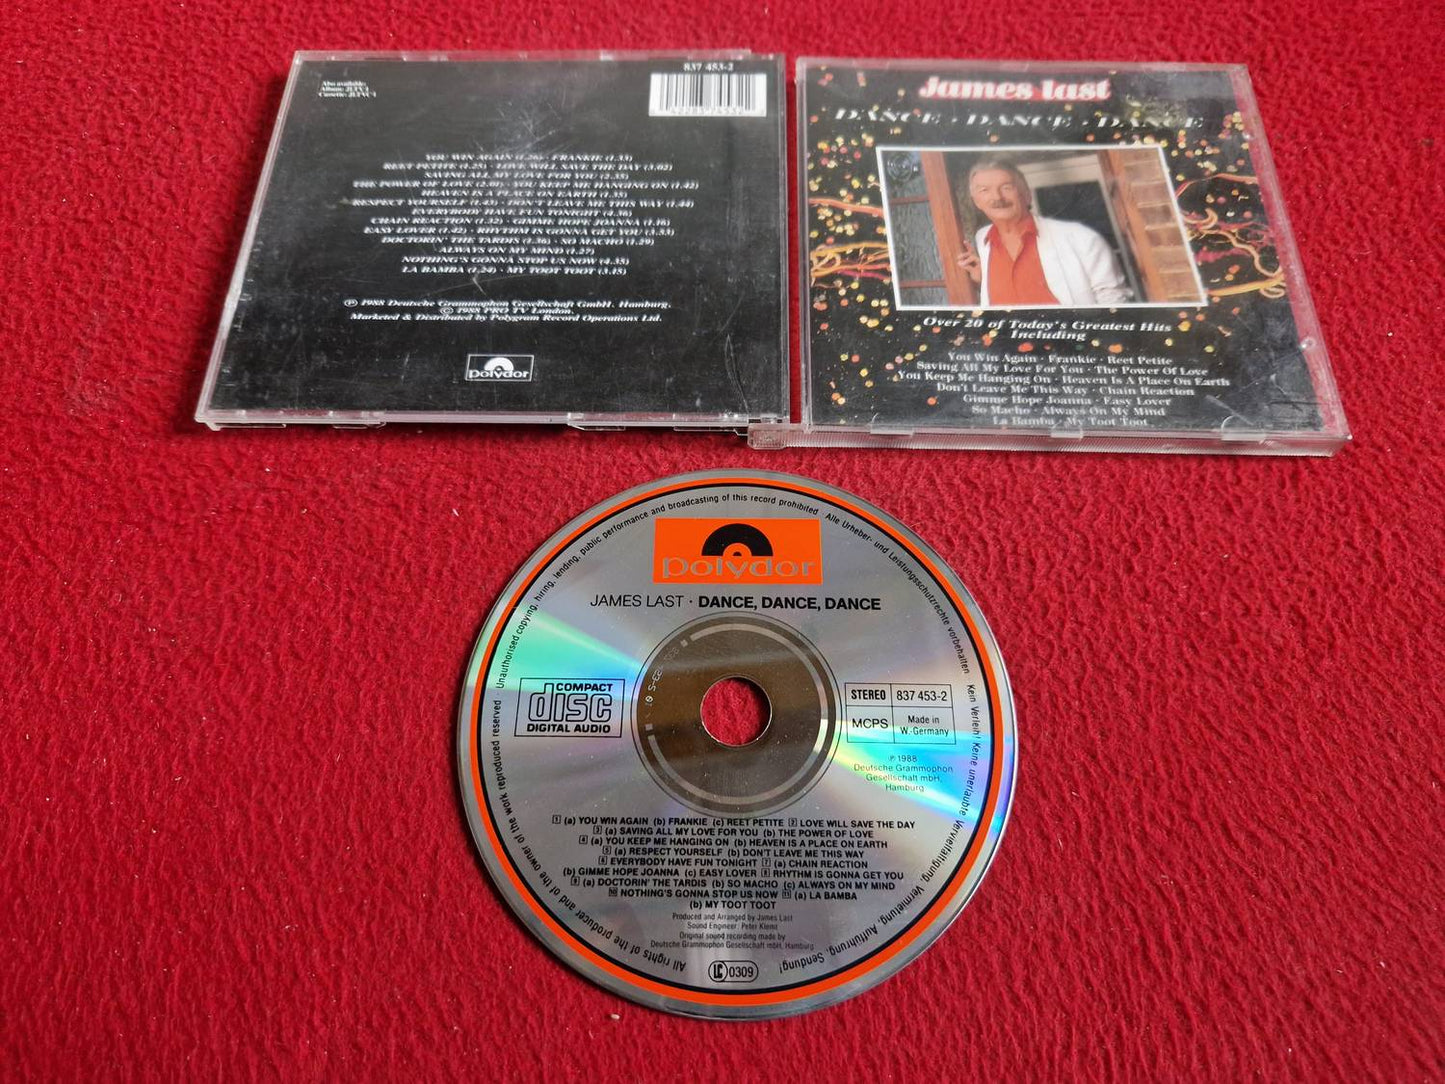 Also available:
Album: JLTV 1
Cassette: JLTVC 1
837 453-2
YOU WIN AGAIN (1.26) · FRANKIE (1.33)
REET PETITE (1.25) · LOVE WILL SAVE THE DAY (3.02)
SAVING ALL MY LOVE FOR YOU (2.35)
THE POWER OF LOVE (2.01) · YOU KEEP ME HANGING ON (1.42)
HEAVEN IS A PLACE ON EARTH (1.35)
RESPECT YOURSELF (1.43) · DON'T LEAVE ME THIS WAY (1.44)
EVERYBODY HAVE FUN TONIGHT (4.36)
CHAIN REACTION (1.32) · GIMME HOPE JOANNA (1.16)
EASY LOVER (1.42) · RHYTHM IS GONNA GET YOU (3.33)
DOCTORIN' THE TARDIS (1.36) · SO MACHO (1.29)
ALWAYS ON MY MIND (1.27)
NOTHING'S GONNA STOP US NOW (4.35)
LA BAMBA (1.24) · MY TOOT TOOT (3.15)
℗ 1988 Deutsche Grammophon Gesellschaft GmbH, Hamburg.
© 1988 PRO TV London.
Marketed & Distributed by Polygram Record Operations Ltd.
polydor
James Last
DANCE · DANCE · DANCE
Over 20 of Today's Greatest Hits
Including
You Win Again · Frankie · Reet Petite
Saving All My Love For You · The Power Of Love
You Keep Me Hanging On · Heaven Is A Place On Earth
Don't Leave Me This Way · Chain Reaction
Gimme Hope Joanna · Easy Lover
So Macho · Always On My Mind
La Bamba · My Toot Toot
All rights of the producer and of the owner of the work reproduced reserved · Unauthorised copying, hiring, lending, public performance and broadcasting of this record prohibited · Alle Urheber- und Leistungsschutzrechte vorbehalten · Kein Verleih! Keine unerlaubte Vervielfältigung, Vermietung, Aufführung, Sendung!
polydor
JAMES LAST · DANCE, DANCE, DANCE
COMPACT
disc
DIGITAL AUDIO
STEREO 837 453-2
MCPS Made in
W.-Germany
℗ 1988
Deutsche Grammophon
Gesellschaft mbH,
Hamburg
1 (a) YOU WIN AGAIN (b) FRANKIE (c) REET PETITE 2 LOVE WILL SAVE THE DAY
3 (a) SAVING ALL MY LOVE FOR YOU (b) THE POWER OF LOVE
4 (a) YOU KEEP ME HANGING ON (b) HEAVEN IS A PLACE ON EARTH
5 (a) RESPECT YOURSELF (b) DON'T LEAVE ME THIS WAY
6 EVERYBODY HAVE FUN TONIGHT 7 (a) CHAIN REACTION
(b) GIMME HOPE JOANNA (c) EASY LOVER 8 RHYTHM IS GONNA GET YOU
9 (a) DOCTORIN' THE TARDIS (b) SO MACHO (c) ALWAYS ON MY MIND
10 NOTHING'S GONNA STOP US NOW 11 (a) LA BAMBA
(b) MY TOOT TOOT
Produced and Arranged by James Last
Sound Engineer: Peter Klemt
Original sound recording made by
Deutsche Grammophon Gesellschaft mbH, Hamburg
LC 0309